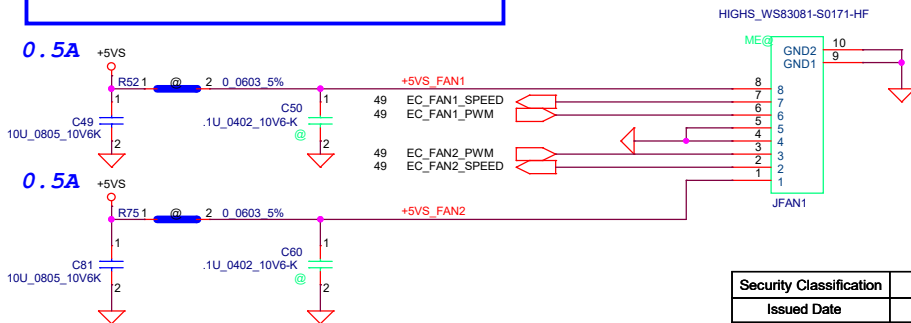 HIGHS_WS83081-S0171-HF
0.5A
+5VS
ME@
GND2 10
GND1 9
R52 1 @ 2 0_0603_5%
+5VS_FAN1
8 8
49 EC_FAN1_SPEED 7 7
49 EC_FAN1_PWM 6 6
5 5
4 4
49 EC_FAN2_PWM 3 3
49 EC_FAN2_SPEED 2 2
1 1
1
C49
10U_0805_10V6K
2
1
C50
.1U_0402_10V6-K
@
2
0.5A
+5VS
JFAN1
R75 1 @ 2 0_0603_5%
+5VS_FAN2
1
C81
10U_0805_10V6K
2
1
C60
.1U_0402_10V6-K
@
2
Security Classification
Issued Date